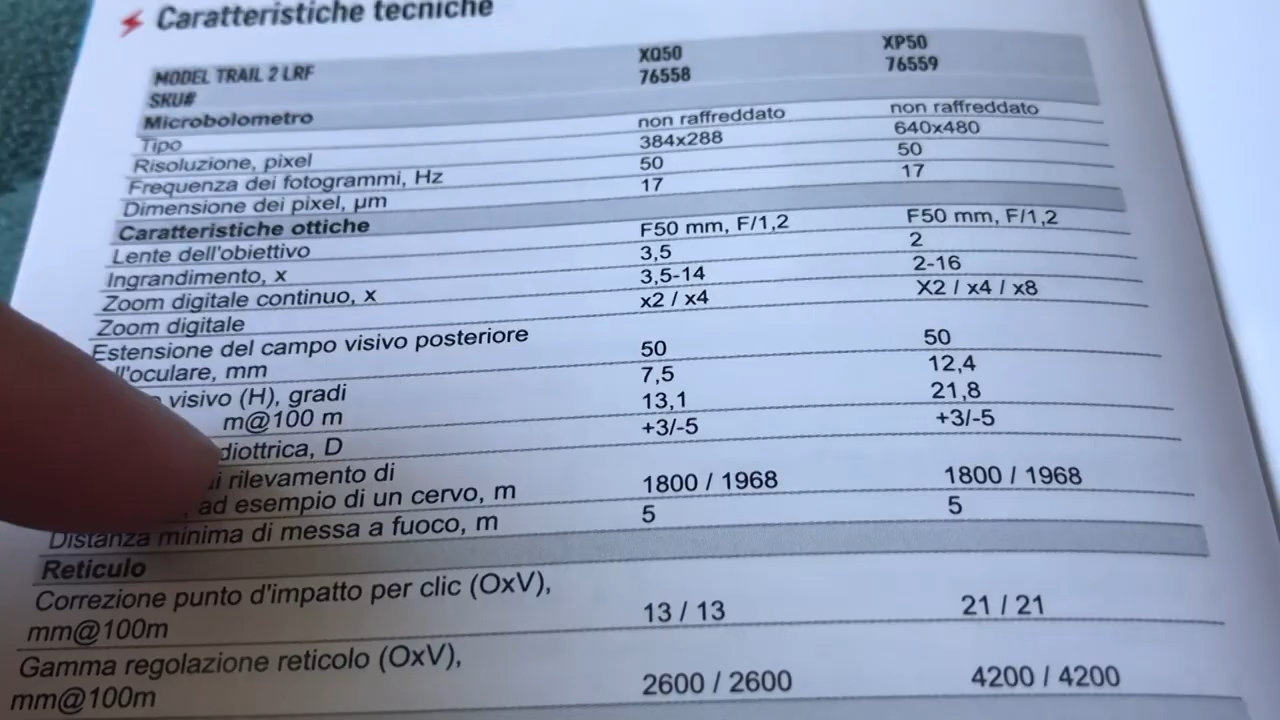 Caratteristiche tecniche
MODEL TRAIL 2 LRF XQ50 XP50
SKU# 76558 76559
Microbolometro
Tipo non raffreddato non raffreddato
Risoluzione, pixel 384x288 640x480
Frequenza dei fotogrammi, Hz 50 50
Dimensione dei pixel, µm 17 17
Caratteristiche ottiche
Lente dell'obiettivo F50 mm, F/1,2 F50 mm, F/1,2
Ingrandimento, x 3,5 2
Zoom digitale continuo, x 3,5-14 2-16
Zoom digitale x2 / x4 X2 / x4 / x8
Estensione del campo visivo posteriore
all'oculare, mm 50 50
visivo (H), gradi 7,5 12,4
m@100 m 13,1 21,8
diottrica, D +3/-5 +3/-5
di rilevamento di
ad esempio di un cervo, m 1800 / 1968 1800 / 1968
Distanza minima di messa a fuoco, m 5 5
Reticulo
Correzione punto d'impatto per clic (OxV),
mm@100m 13 / 13 21 / 21
Gamma regolazione reticolo (OxV),
mm@100m 2600 / 2600 4200 / 4200